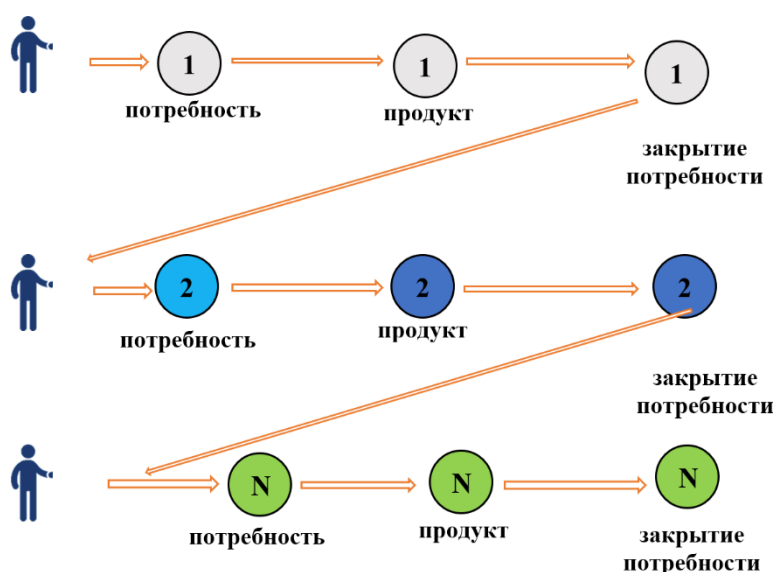 1
1
1
потребность
продукт
закрытие
потребности
2
2
2
потребность
продукт
закрытие
потребности
N
N
N
потребность
продукт
закрытие
потребности